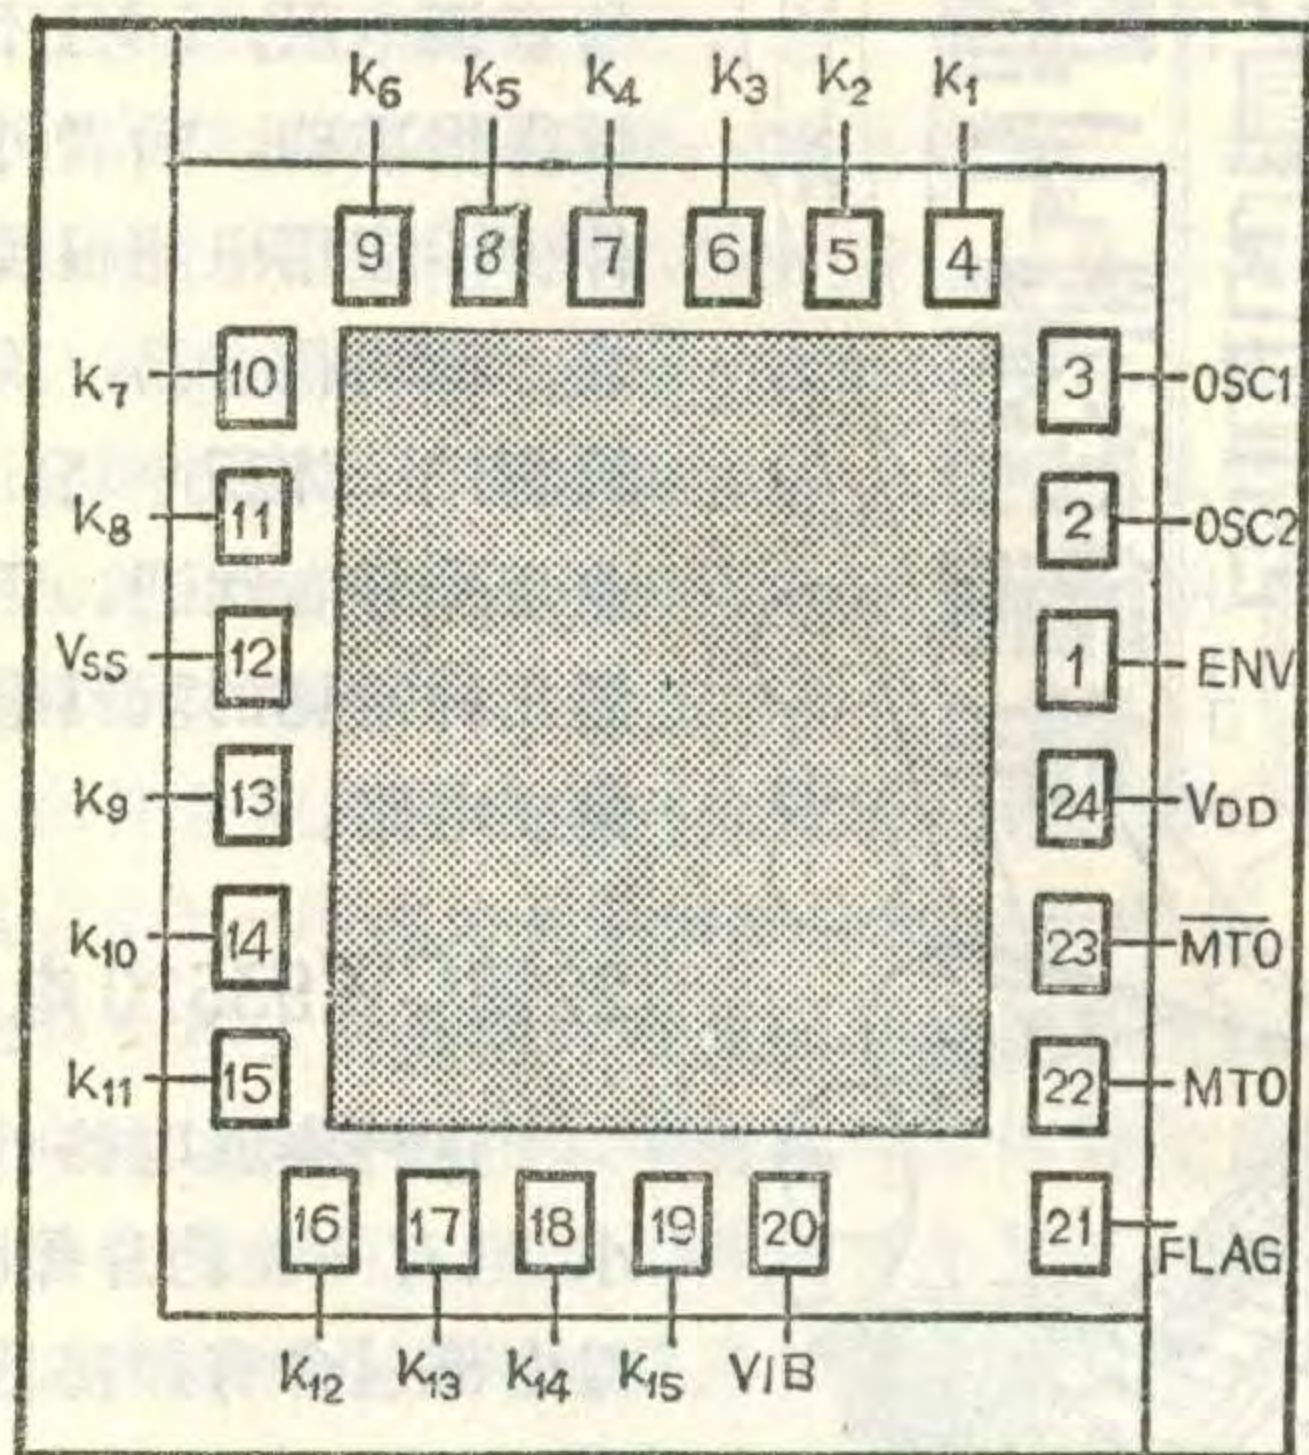 K6 K5 K4 K3 K2 K1
9 8 7 6 5 4
K7 10 3 OSC1
K8 11 2 OSC2
VSS 12 1 ENV
K9 13 24 VDD
K10 14 23 M̅T̅O̅
K11 15 22 MTO
16 17 18 19 20 21 FLAG
K12 K13 K14 K15 VIB